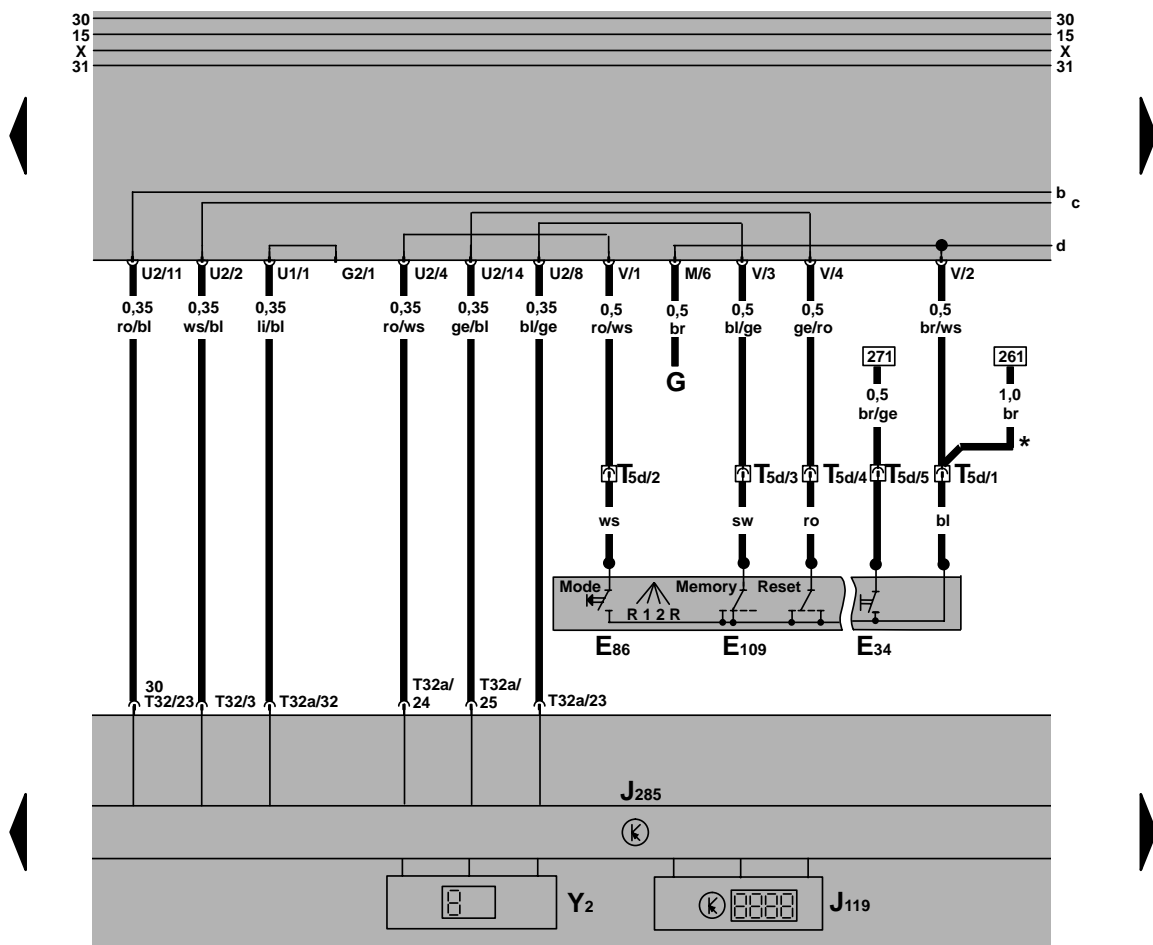 30 30
15 15
X X
31 31
b
c
d
U2/11 U2/2 U1/1 G2/1 U2/4 U2/14 U2/8 V/1 M/6 V/3 V/4 V/2
0,35 0,35 0,35 0,35 0,35 0,35 0,5 0,5 0,5 0,5 0,5
ro/bl ws/bl li/bl ro/ws ge/bl bl/ge ro/ws br bl/ge ge/ro br/ws
271 261
G
0,5 1,0
br/ge br
*
T5d/2 T5d/3 T5d/4 T5d/5 T5d/1
ws sw ro bl
Mode Memory Reset
R 1 2 R
E86 E109 E34
30 T32a/ T32a/
T32/23 T32/3 T32a/32 24 25 T32a/23
J285
Y2 J119
8 8888